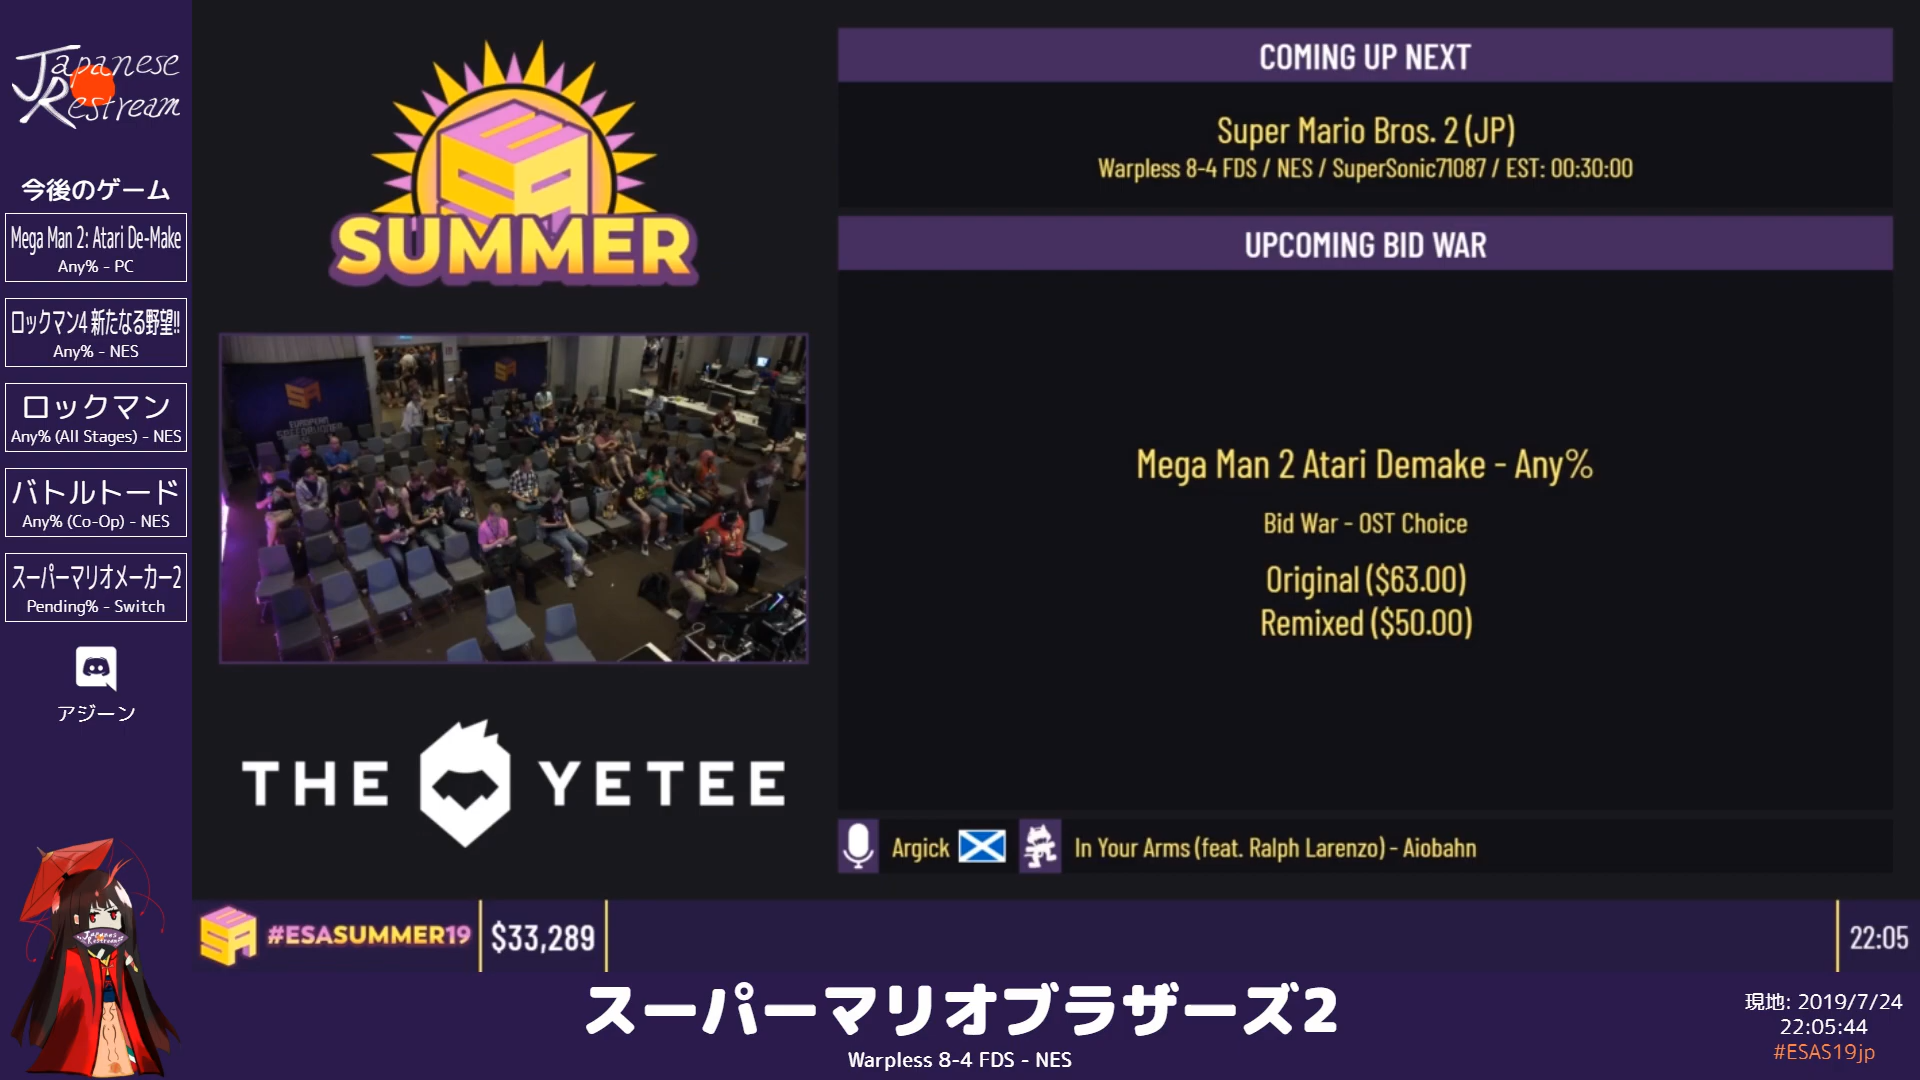 Japanese
Restream
今後のゲーム
Mega Man 2: Atari De-Make
Any% - PC
ロックマン4 新たなる野望!!
Any% - NES
ロックマン
Any% (All Stages) - NES
バトルトード
Any% (Co-Op) - NES
スーパーマリオメーカー2
Pending% - Switch
アジーン
ESA
SUMMER
EUROPEAN
SPEEDRUNNER
THE YETEE
COMING UP NEXT
Super Mario Bros. 2 (JP)
Warpless 8-4 FDS / NES / SuperSonic71087 / EST: 00:30:00
UPCOMING BID WAR
Mega Man 2 Atari Demake - Any%
Bid War - OST Choice
Original ($63.00)
Remixed ($50.00)
Argick
In Your Arms (feat. Ralph Larenzo) - Aiobahn
ESA #ESASUMMER19 $33,289
22:05
スーパーマリオブラザーズ2
Warpless 8-4 FDS - NES
現地: 2019/7/24
22:05:44
#ESAS19jp